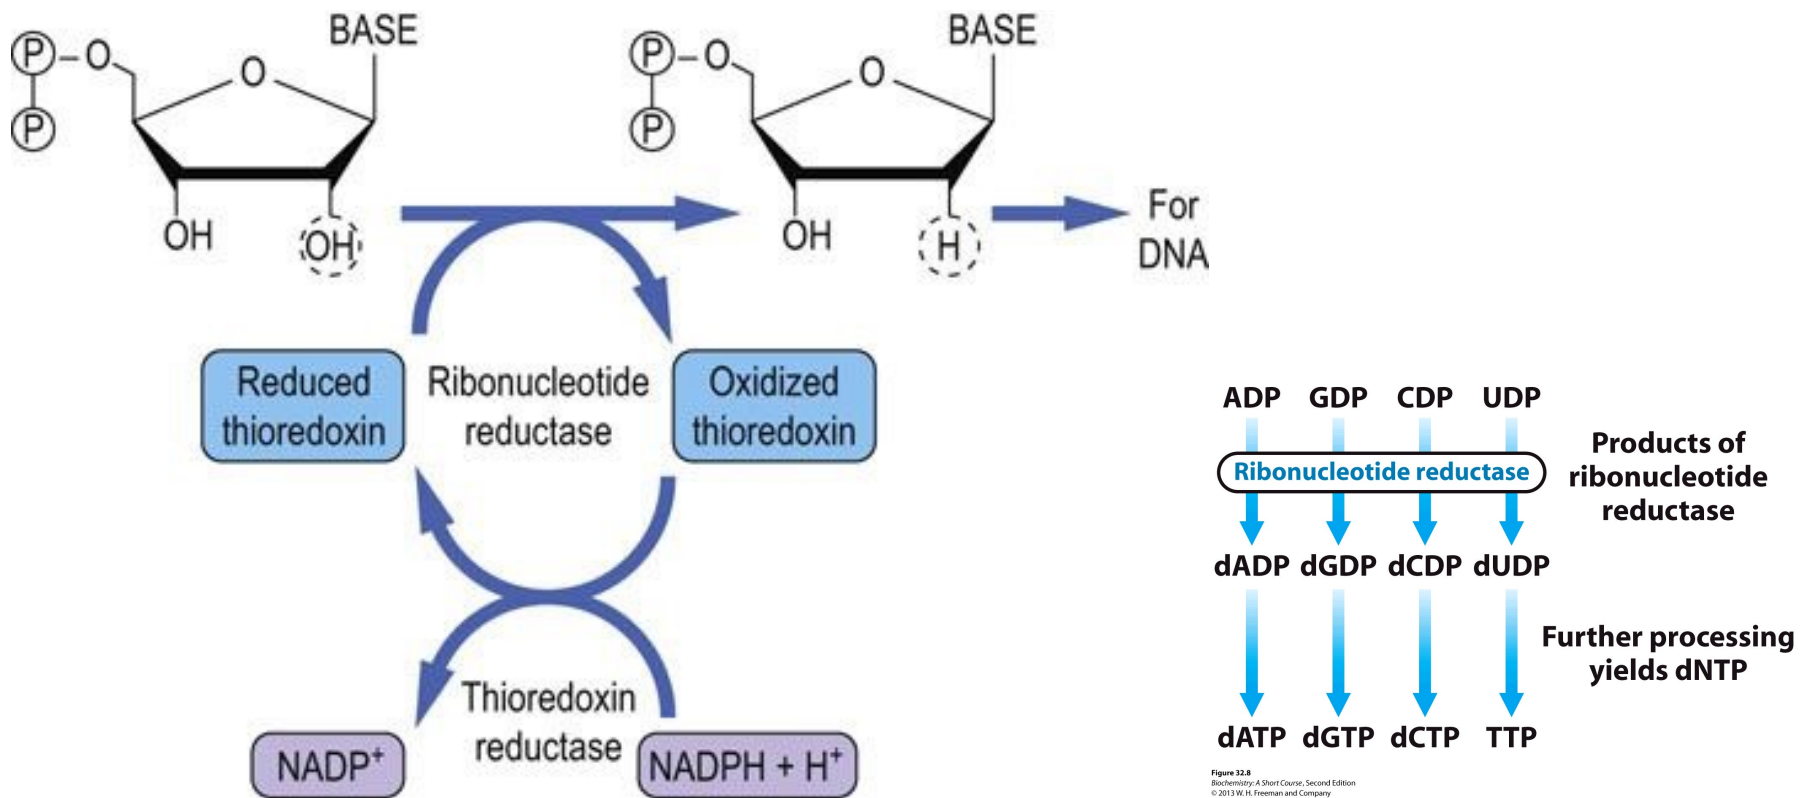 BASE
P–O
O
P
OH
OH
BASE
P–O
O
P
OH
H
For
DNA
Reduced
thioredoxin
Ribonucleotide
reductase
Oxidized
thioredoxin
Thioredoxin
reductase
NADP⁺
NADPH + H⁺
ADP GDP CDP UDP
Ribonucleotide reductase
Products of
ribonucleotide
reductase
dADP dGDP dCDP dUDP
Further processing
yields dNTP
dATP dGTP dCTP TTP
Figure 32.8
Biochemistry: A Short Course, Second Edition
© 2013 W. H. Freeman and Company